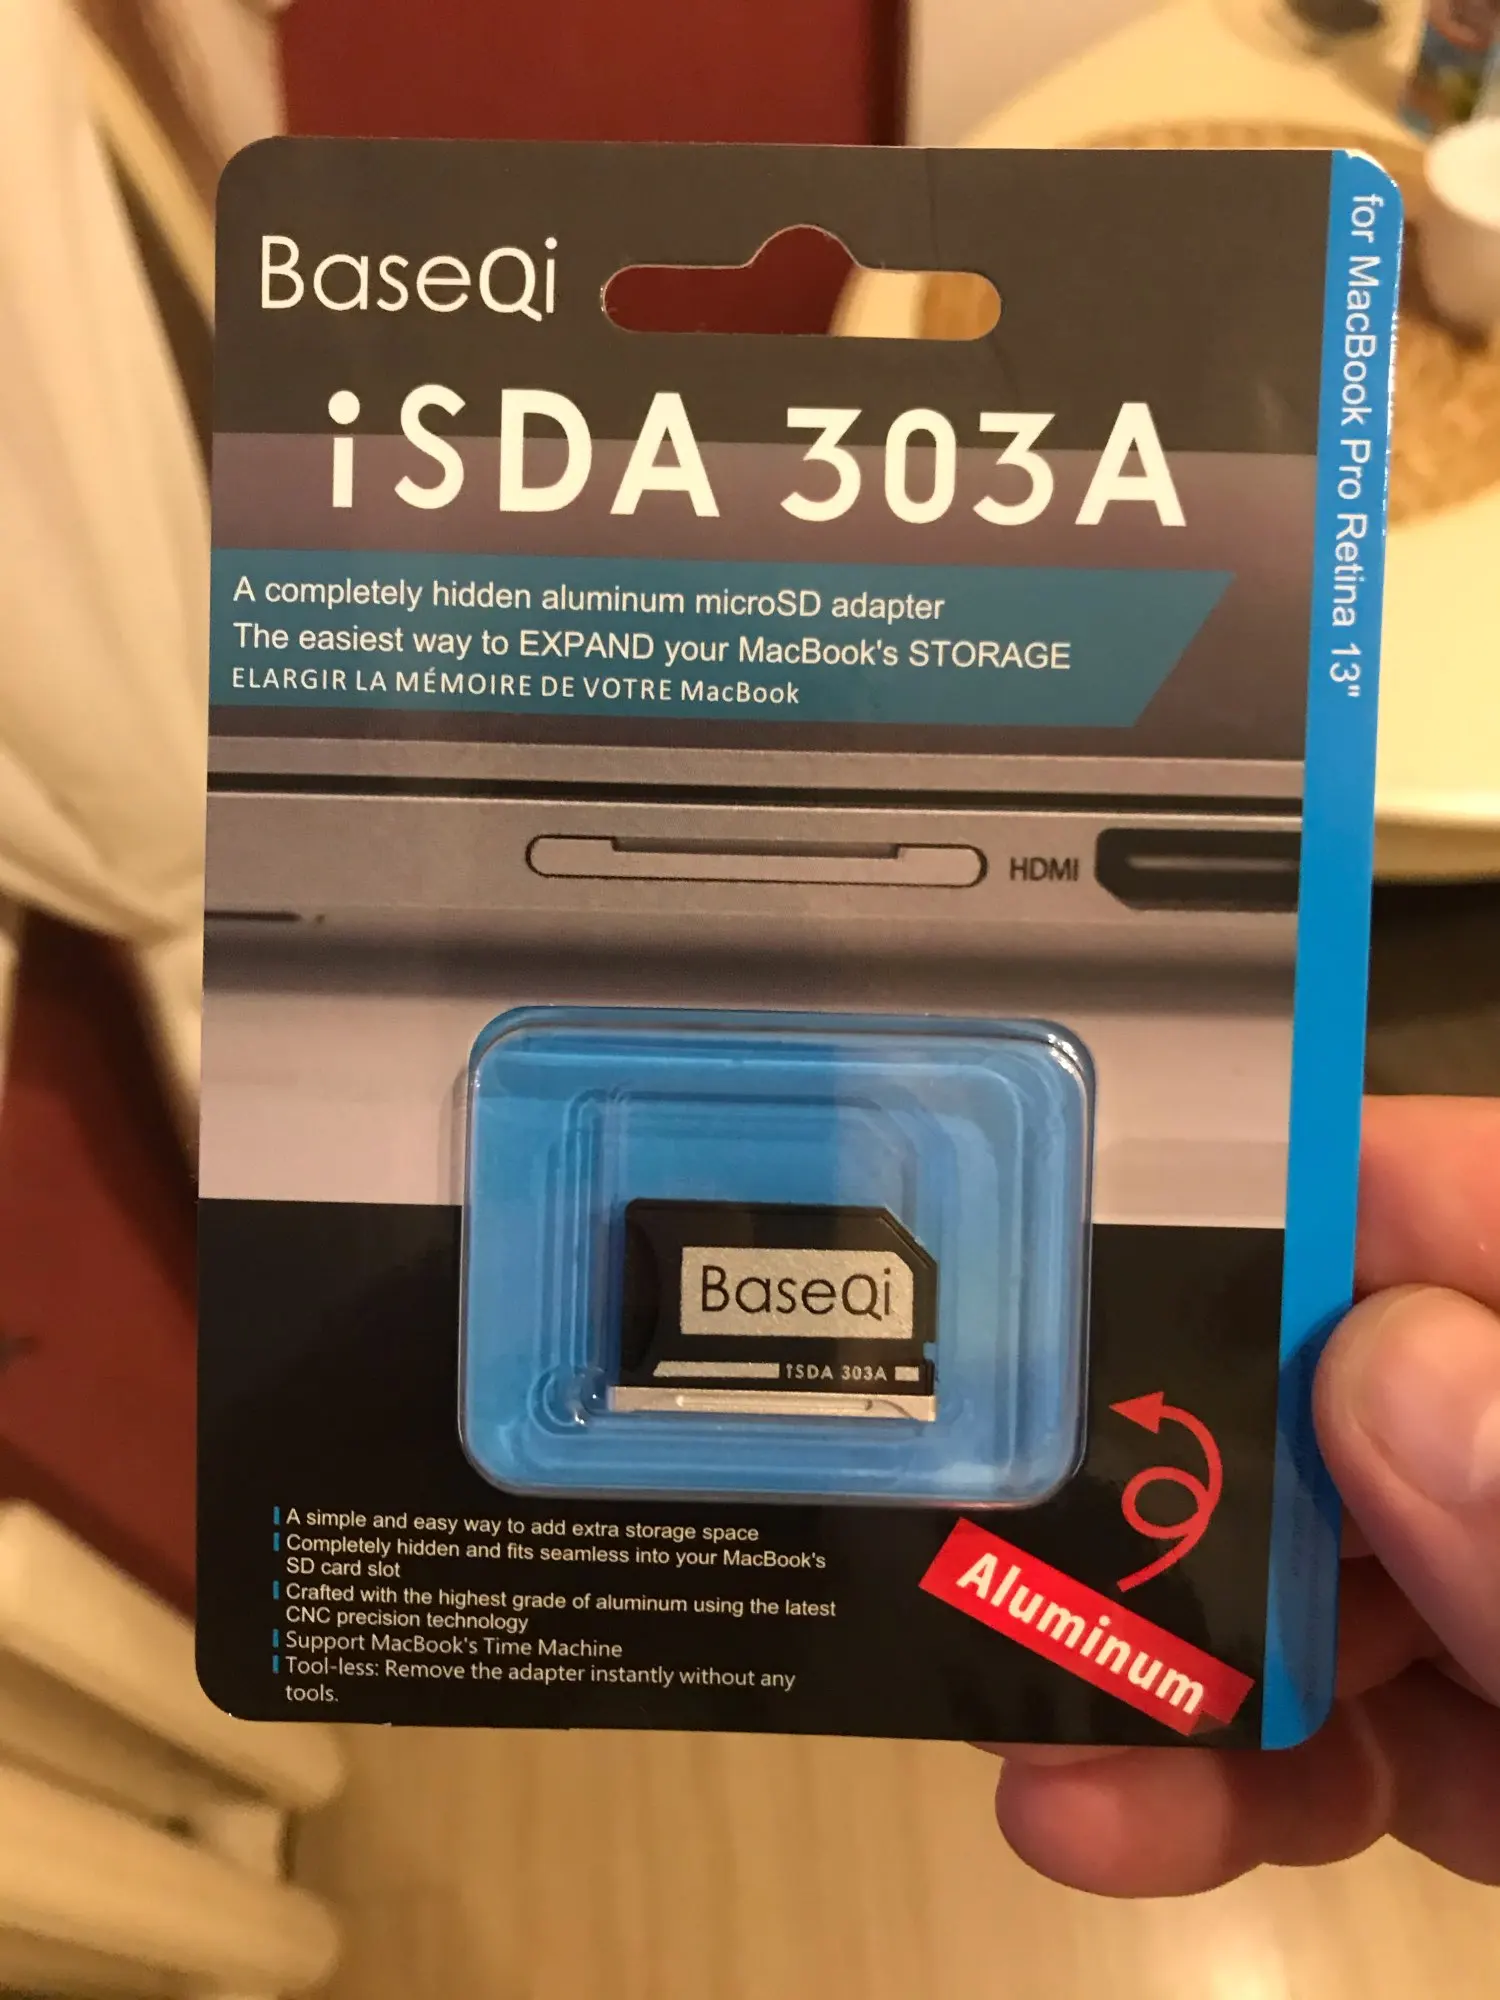 BaseQi
iSDA 303A
A completely hidden aluminum microSD adapter
The easiest way to EXPAND your MacBook's STORAGE
ELARGIR LA MÉMOIRE DE VOTRE MacBook
for MacBook Pro Retina 13"
HDMI
BaseQi
iSDA 303A
A simple and easy way to add extra storage space
Completely hidden and fits seamless into your MacBook's
SD card slot
Crafted with the highest grade of aluminum using the latest
CNC precision technology
Support MacBook's Time Machine
Tool-less: Remove the adapter instantly without any
tools.
Aluminum